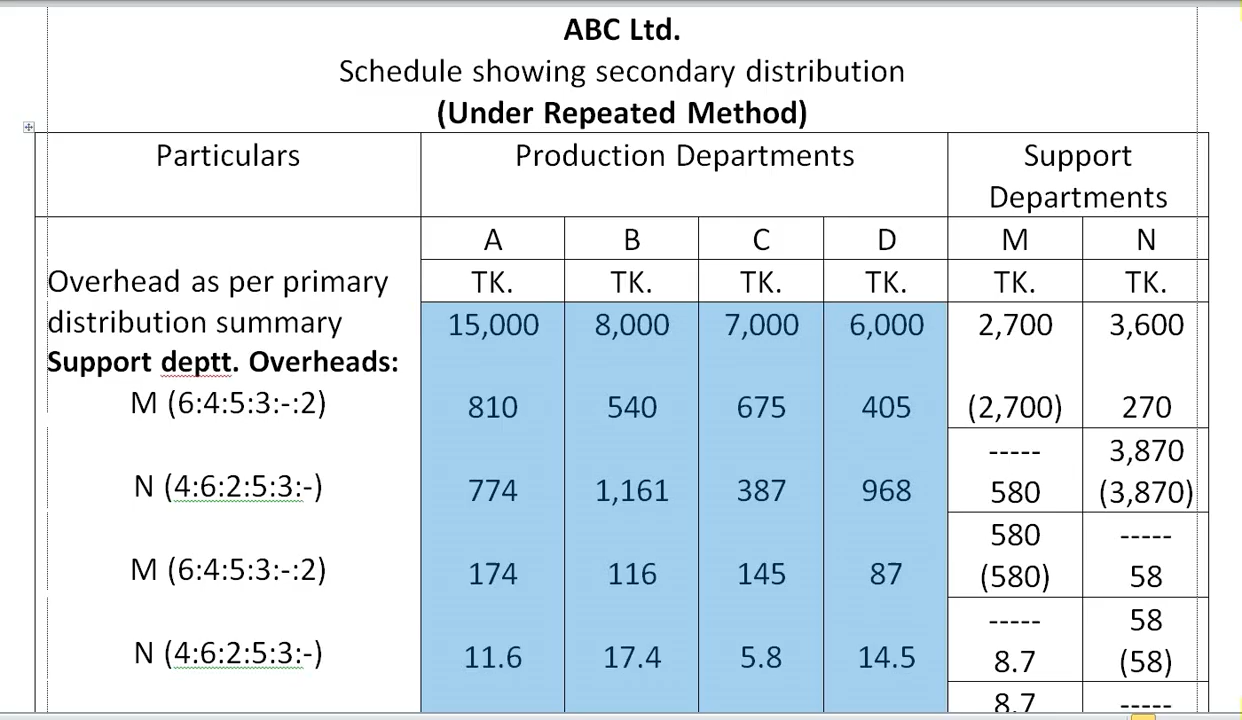 ABC Ltd.
Schedule showing secondary distribution
(Under Repeated Method)
Particulars Production Departments Support Departments
A B C D M N
TK. TK. TK. TK. TK. TK.
Overhead as per primary
distribution summary 15,000 8,000 7,000 6,000 2,700 3,600
Support deptt. Overheads:
M (6:4:5:3:-:2) 810 540 675 405 (2,700) 270
----- 3,870
N (4:6:2:5:3:-) 774 1,161 387 968 580 (3,870)
580 -----
M (6:4:5:3:-:2) 174 116 145 87 (580) 58
----- 58
N (4:6:2:5:3:-) 11.6 17.4 5.8 14.5 8.7 (58)
8.7 -----